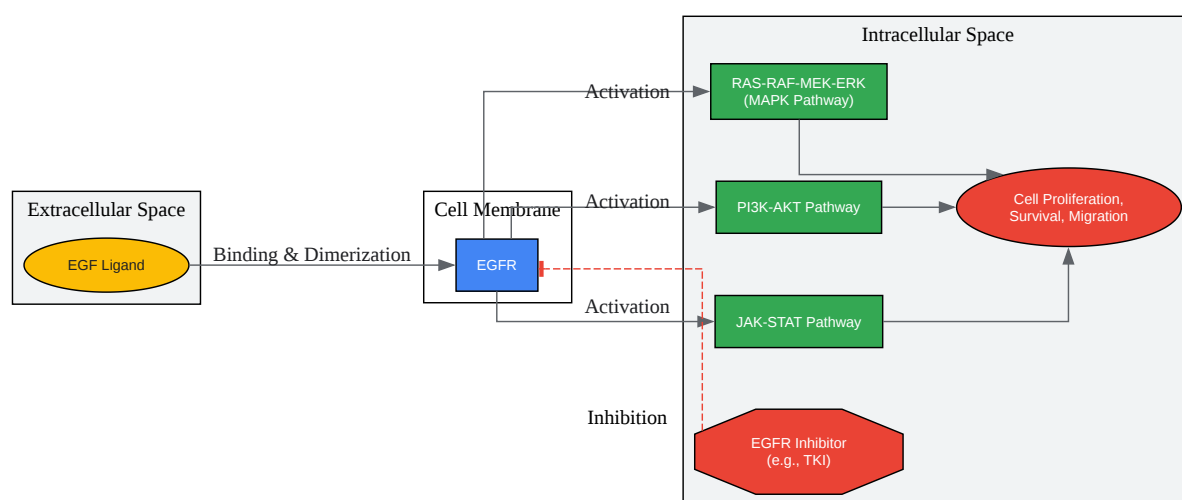 Intracellular Space
RAS-RAF-MEK-ERK
(MAPK Pathway)
Activation
Extracellular Space
Cell Membrane
Activation
PI3K-AKT Pathway
Cell Proliferation,
Survival, Migration
EGF Ligand
Binding & Dimerization
EGFR
Activation
JAK-STAT Pathway
Inhibition
EGFR Inhibitor
(e.g., TKI)